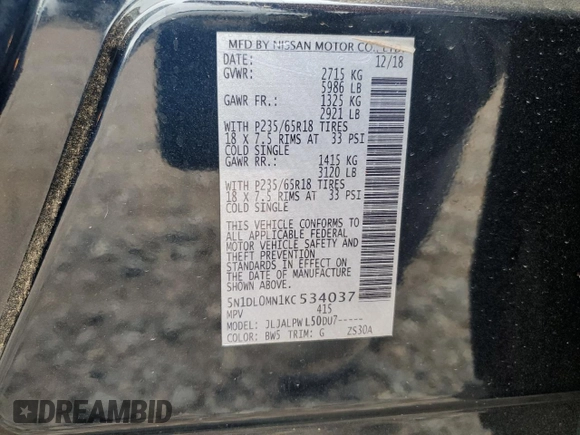 MFD BY NISSAN MOTOR CO., LTD.
DATE: 12/18
GVWR: 2715 KG
5986 LB
GAWR FR.: 1325 KG
2921 LB
WITH P235/65R18 TIRES
18 X 7.5 RIMS AT 33 PSI
COLD SINGLE
GAWR RR.: 1415 KG
3120 LB
WITH P235/65R18 TIRES
18 X 7.5 RIMS AT 33 PSI
COLD SINGLE
THIS VEHICLE CONFORMS TO
ALL APPLICABLE FEDERAL
MOTOR VEHICLE SAFETY AND
THEFT PREVENTION
STANDARDS IN EFFECT ON
THE DATE OF MANUFACTURE
SHOWN ABOVE.
5N1DL0MN1KC534037
MPV 415
MODEL: JLJALPWL50DU7-----
COLOR: BW5 TRIM: G ZS30A
DREAMBID